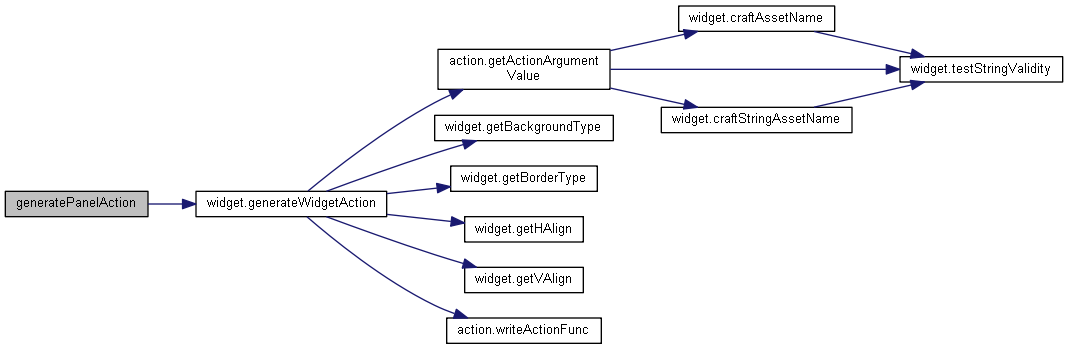 generatePanelAction
widget.generateWidgetAction
action.getActionArgument
Value
widget.getBackgroundType
widget.getBorderType
widget.getHAlign
widget.getVAlign
action.writeActionFunc
widget.craftAssetName
widget.craftStringAssetName
widget.testStringValidity